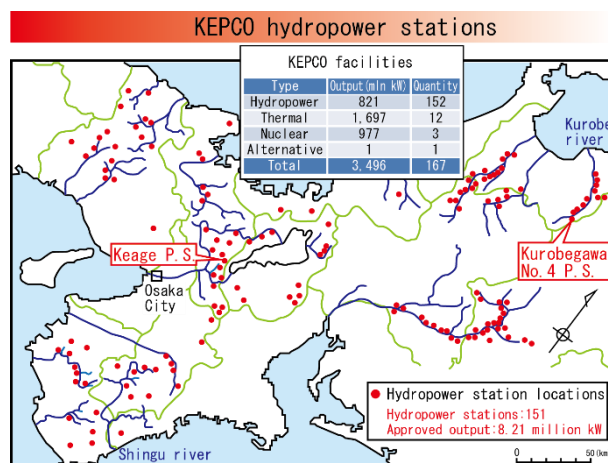 KEPCO hydropower stations
KEPCO facilities
Type Output(mln kW) Quantity
Hydropower 821 152
Thermal 1,697 12
Nuclear 977 3
Alternative 1 1
Total 3,496 167
Kurobe
river
Keage P.S.
Kurobegawa
No.4 P.S.
Osaka
City
Hydropower station locations
Hydropower stations:151
Approved output:8.21 million kW
Shingu river
0 50(km